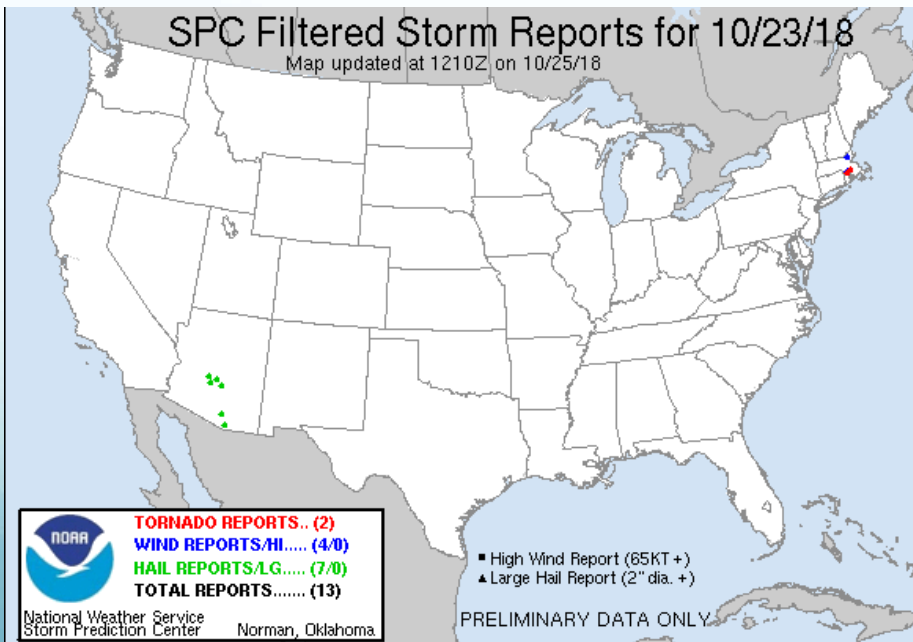 SPC Filtered Storm Reports for 10/23/18
Map updated at 1210Z on 10/25/18
NOAA
TORNADO REPORTS.. (2)
WIND REPORTS/HI..... (4/0)
HAIL REPORTS/LG..... (7/0)
TOTAL REPORTS....... (13)
National Weather Service
Storm Prediction Center Norman, Oklahoma
High Wind Report (65KT +)
Large Hail Report (2" dia. +)
PRELIMINARY DATA ONLY